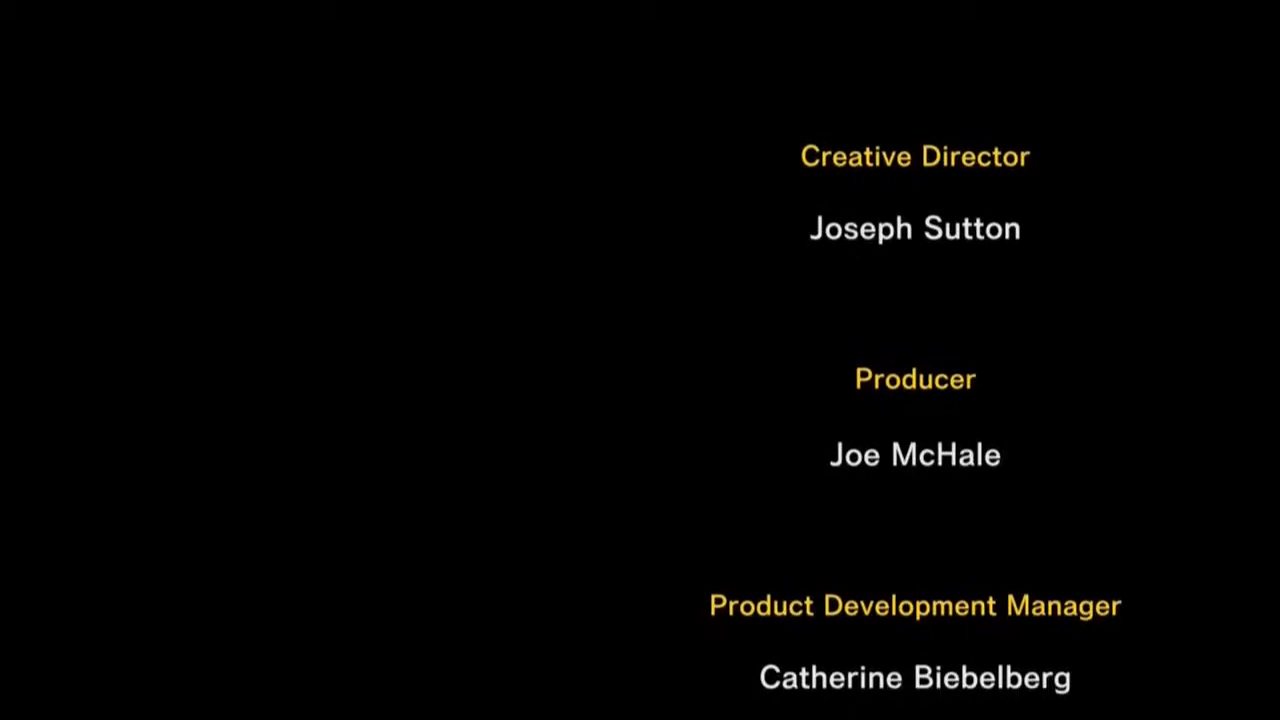 Creative Director
Joseph Sutton
Producer
Joe McHale
Product Development Manager
Catherine Biebelberg